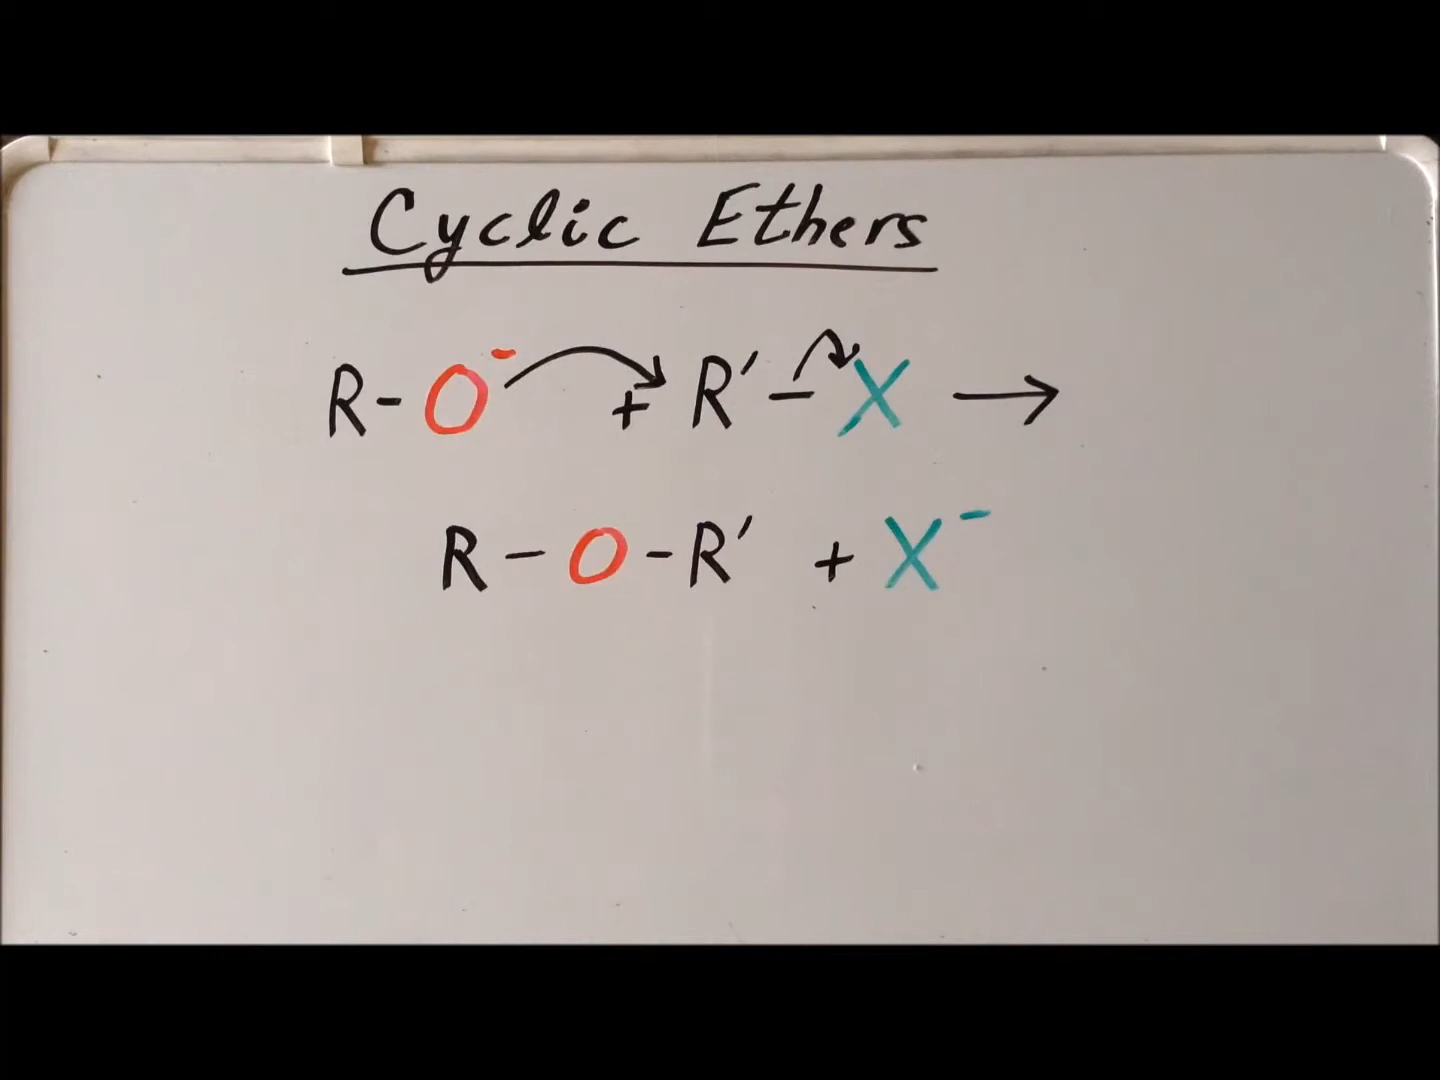 Cyclic Ethers
R-O⁻ + R'-X →
R-O-R' + X⁻